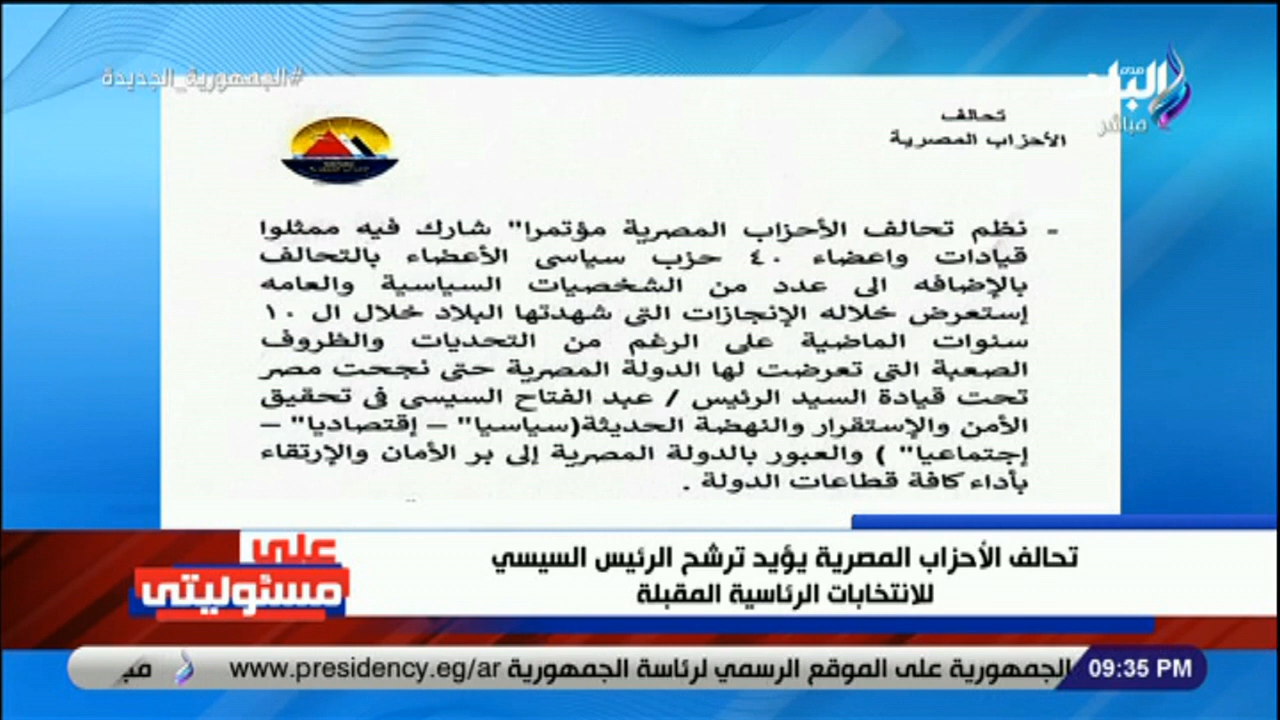 #الجمهورية_الجديدة
صدى
البلد
مباشر
تحالف
الأحزاب المصرية
- نظم تحالف الأحزاب المصرية مؤتمرا" شارك فيه ممثلوا
قيادات واعضاء ٤٠ حزب سياسى الأعضاء بالتحالف
بالإضافه الى عدد من الشخصيات السياسية والعامه
إستعرض خلاله الإنجازات التى شهدتها البلاد خلال ال ١٠
سنوات الماضية على الرغم من التحديات والظروف
الصعبة التى تعرضت لها الدولة المصرية حتى نجحت مصر
تحت قيادة السيد الرئيس / عبد الفتاح السيسى فى تحقيق
الأمن والإستقرار والنهضة الحديثة(سياسيا" – إقتصاديا" –
إجتماعيا" ) والعبور بالدولة المصرية إلى بر الأمان والإرتقاء
بأداء كافة قطاعات الدولة .
تحالف الأحزاب المصرية يؤيد ترشح الرئيس السيسي
للانتخابات الرئاسية المقبلة
على
مسئوليتى
09:35 PM
الجمهورية على الموقع الرسمي لرئاسة الجمهورية www.presidency.eg/ar